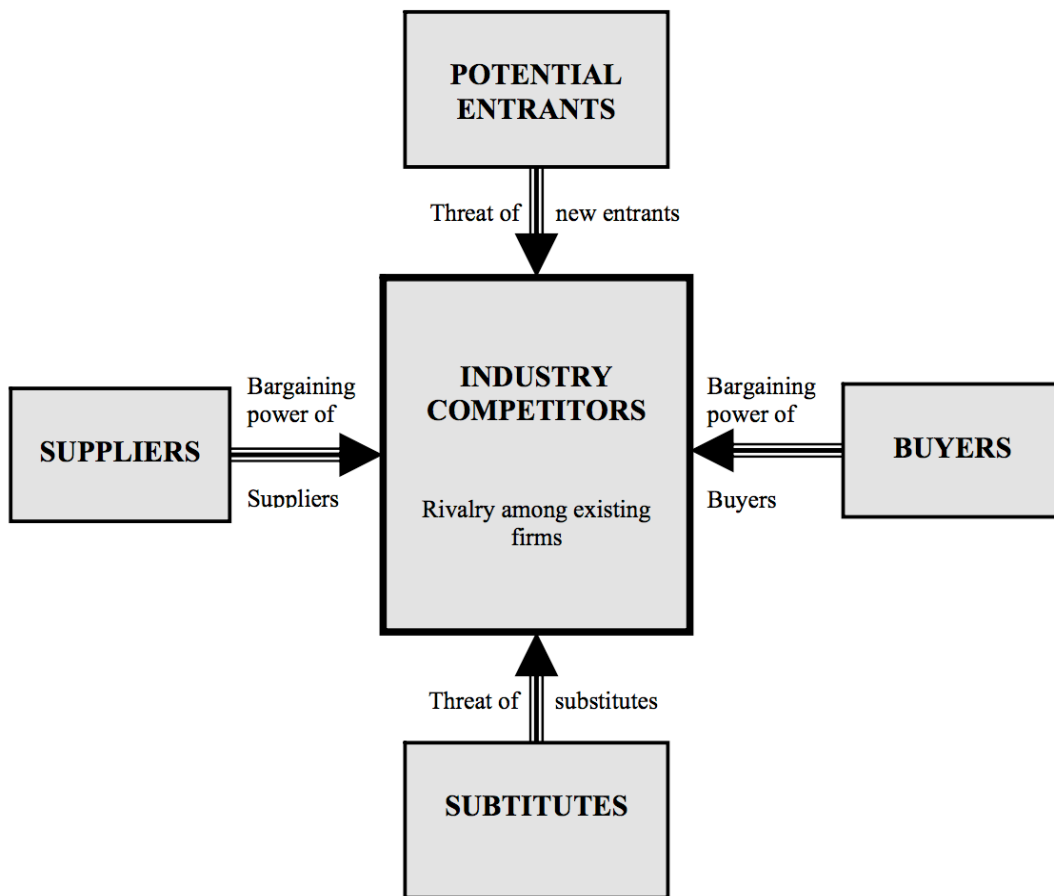 POTENTIAL
ENTRANTS
Threat of new entrants
INDUSTRY
COMPETITORS
Rivalry among existing
firms
Bargaining
power of
Suppliers
SUPPLIERS
Bargaining
power of
Buyers
BUYERS
Threat of substitutes
SUBTITUTES